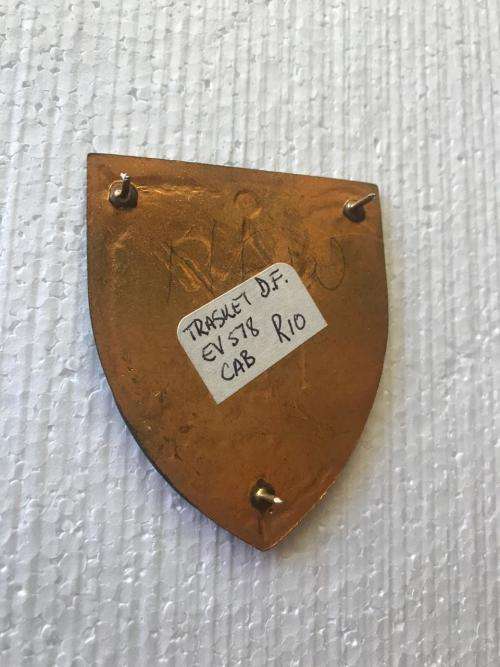 TRASKET D.F.
EV 578
CAB R10